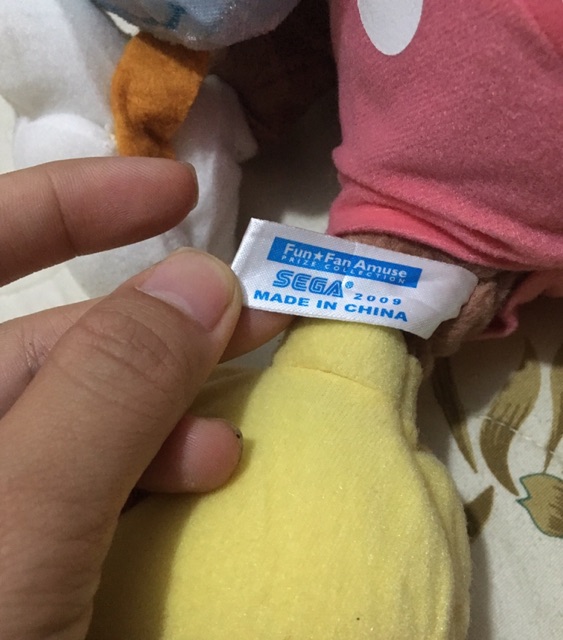 Fun★Fan Amuse
PRIZE COLLECTION
SEGA® 2009
MADE IN CHINA